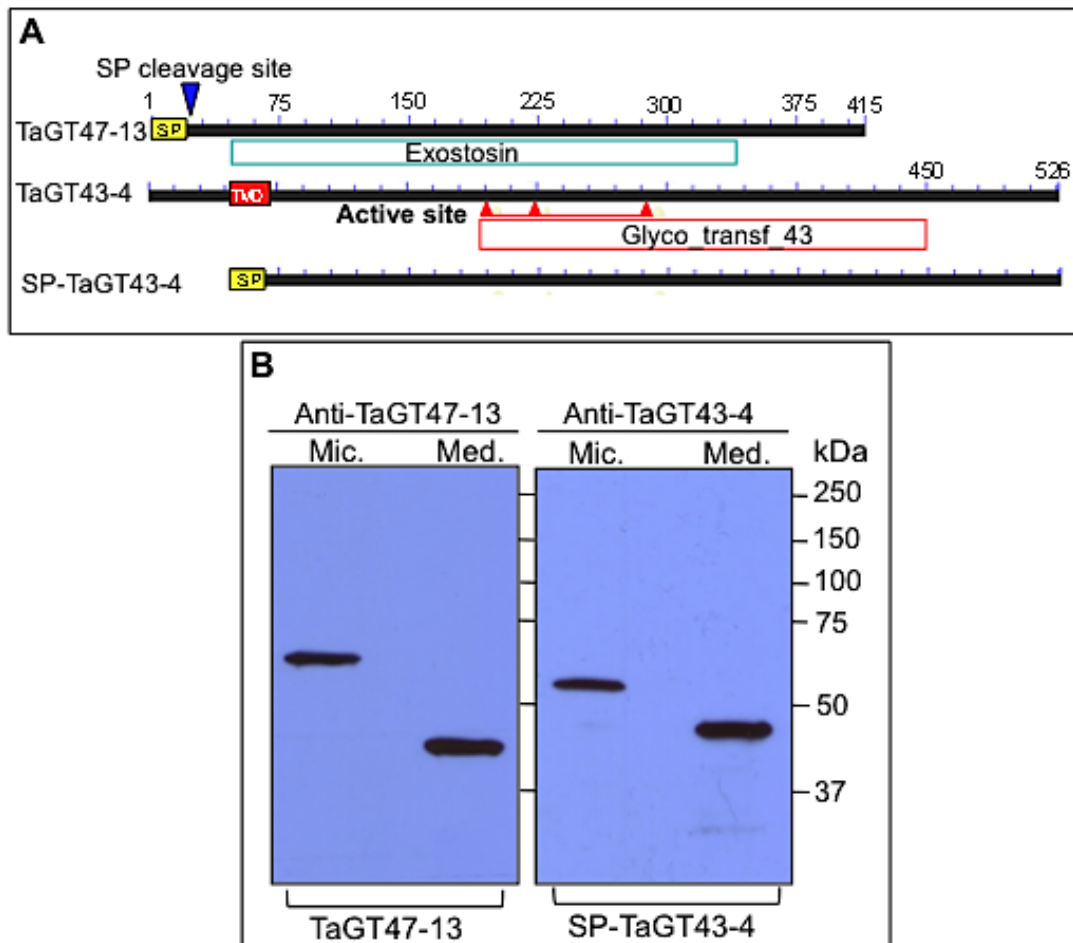 A
SP cleavage site
1 75 150 225 300 375 415
TaGT47-13 SP
Exostosin
TaGT43-4 TMD 450 526
Active site
Glyco_transf_43
SP-TaGT43-4 SP
B
Anti-TaGT47-13 Anti-TaGT43-4
Mic. Med. Mic. Med. kDa
250
150
100
75
50
37
TaGT47-13 SP-TaGT43-4